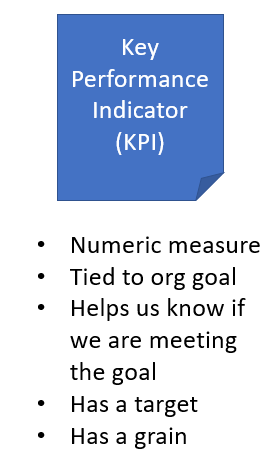 Key
Performance
Indicator
(KPI)
• Numeric measure
• Tied to org goal
• Helps us know if
we are meeting
the goal
• Has a target
• Has a grain